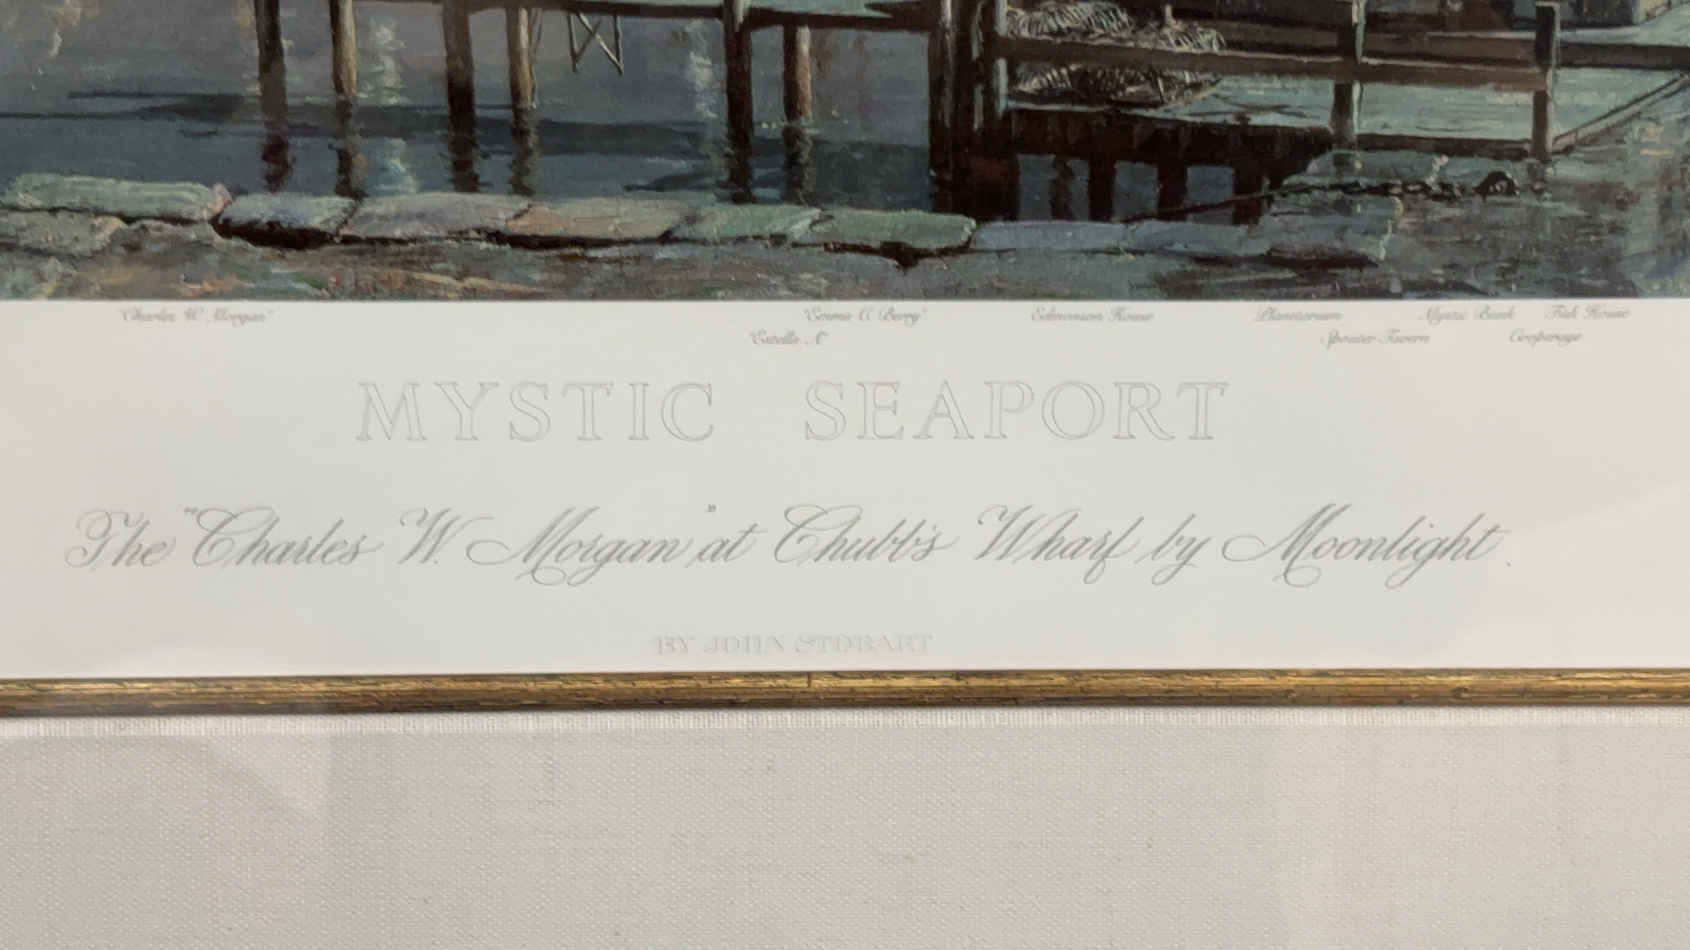 "Charles W. Morgan" "Emma C. Berry" Edmonson House Planetarium Mystic Bank Fish House
"Estella A" Spouter Tavern Cooperage
MYSTIC SEAPORT
The "Charles W. Morgan" at Chubb's Wharf by Moonlight.
BY JOHN STOBART